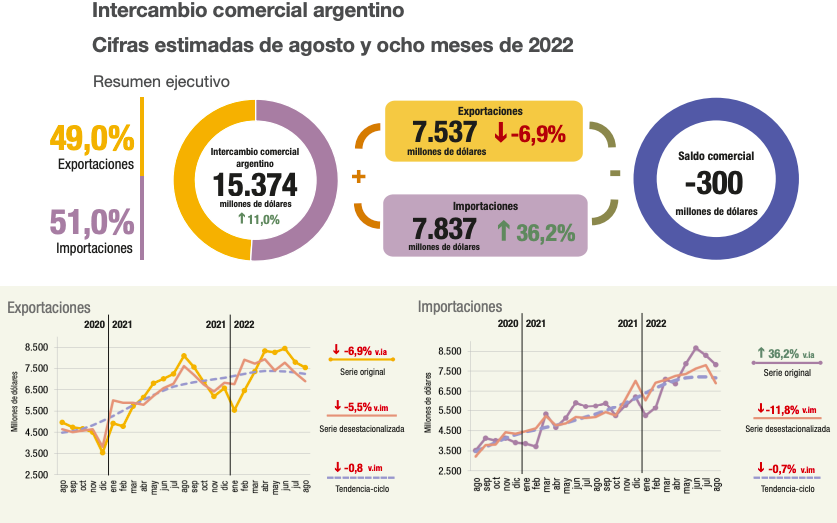 Intercambio comercial argentino
Cifras estimadas de agosto y ocho meses de 2022
Resumen ejecutivo
49,0%
Exportaciones
51,0%
Importaciones
Intercambio comercial
argentino
15.374
millones de dólares
↑11,0%
+
Exportaciones
7.537 ↓-6,9%
millones de dólares
Importaciones
7.837 ↑36,2%
millones de dólares
-
Saldo comercial
-300
millones de dólares
Exportaciones
2020 2021 2021 2022
Millones de dólares
8.500
7.500
6.500
5.500
4.500
3.500
2.500
ago sep oct nov dic ene feb mar abr may jun jul ago sep oct nov dic ene feb mar abr may jun jul ago
↓ -6,9% v.ia
Serie original
↓ -5,5% v.im
Serie desestacionalizada
↓ -0,8 v.im
Tendencia-ciclo
Importaciones
2020 2021 2021 2022
Millones de dólares
8.500
7.500
6.500
5.500
4.500
3.500
2.500
ago sep oct nov dic ene feb mar abr may jun jul ago sep oct nov dic ene feb mar abr may jun jul ago
↑ 36,2% v.ia
Serie original
↓ -11,8% v.im
Serie desestacionalizada
↓ -0,7% v.im
Tendencia-ciclo